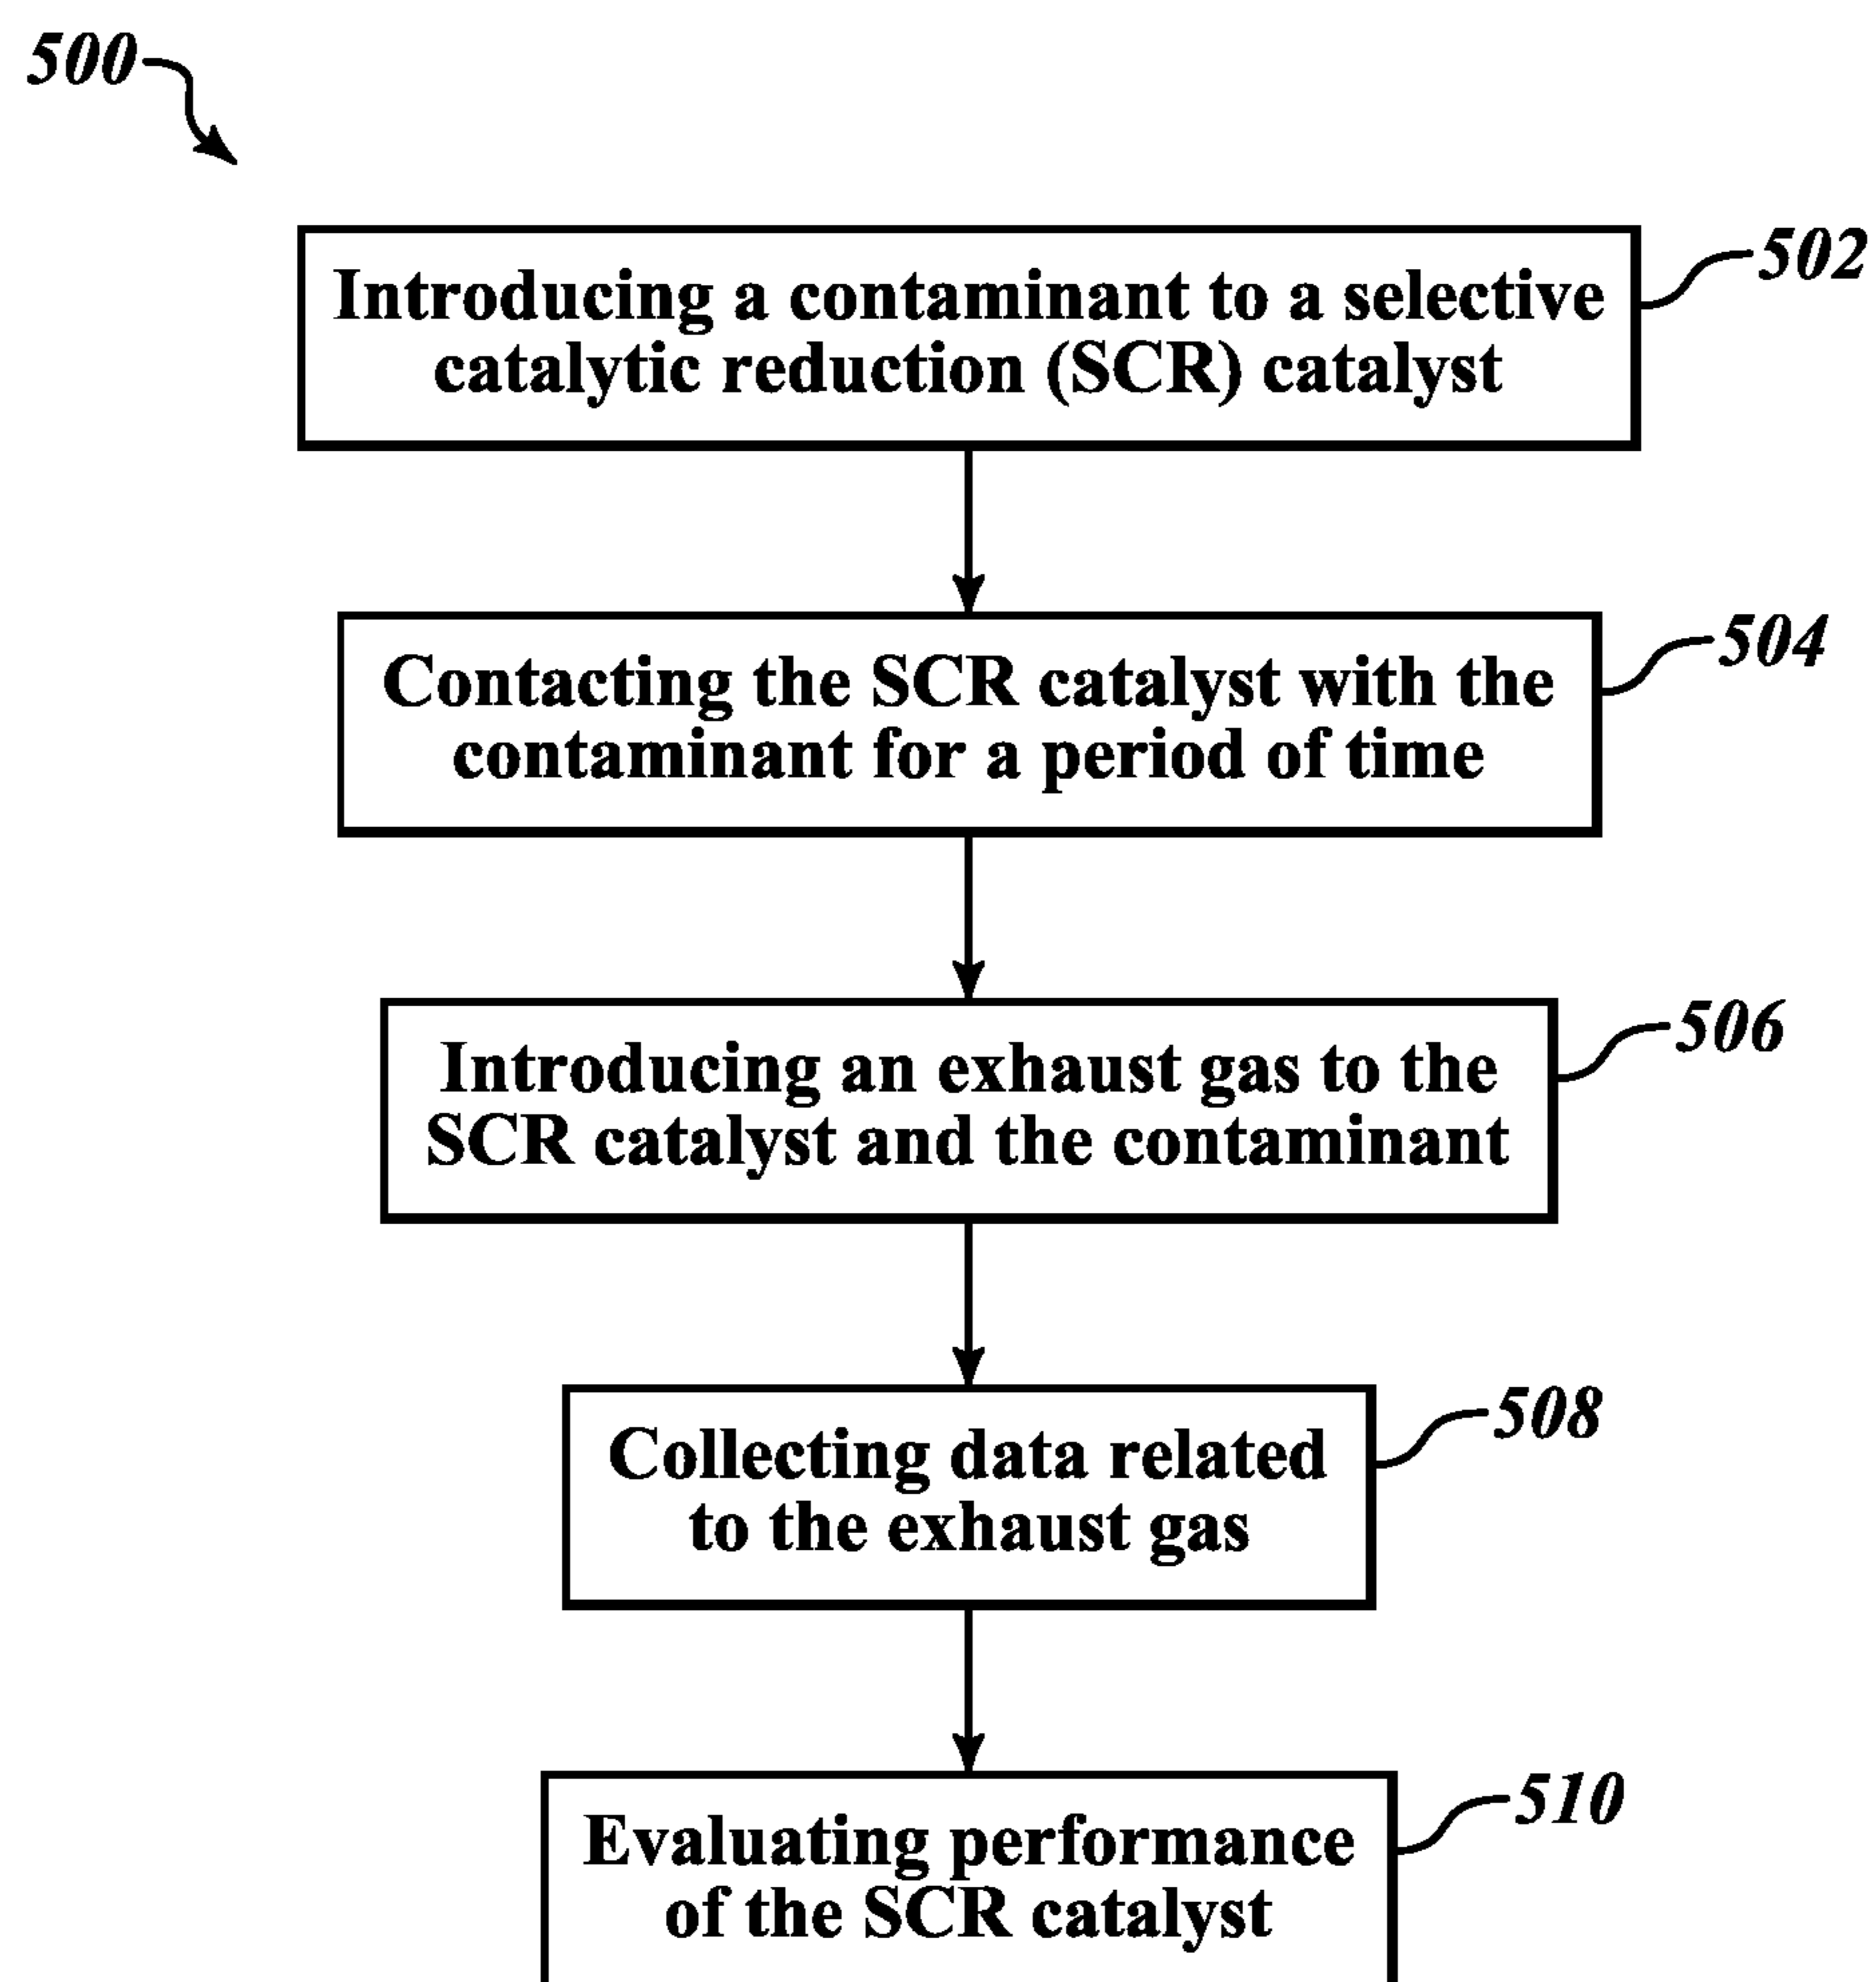 500
Introducing a contaminant to a selective
catalytic reduction (SCR) catalyst
502
Contacting the SCR catalyst with the
contaminant for a period of time
504
Introducing an exhaust gas to the
SCR catalyst and the contaminant
506
Collecting data related
to the exhaust gas
508
Evaluating performance
of the SCR catalyst
510